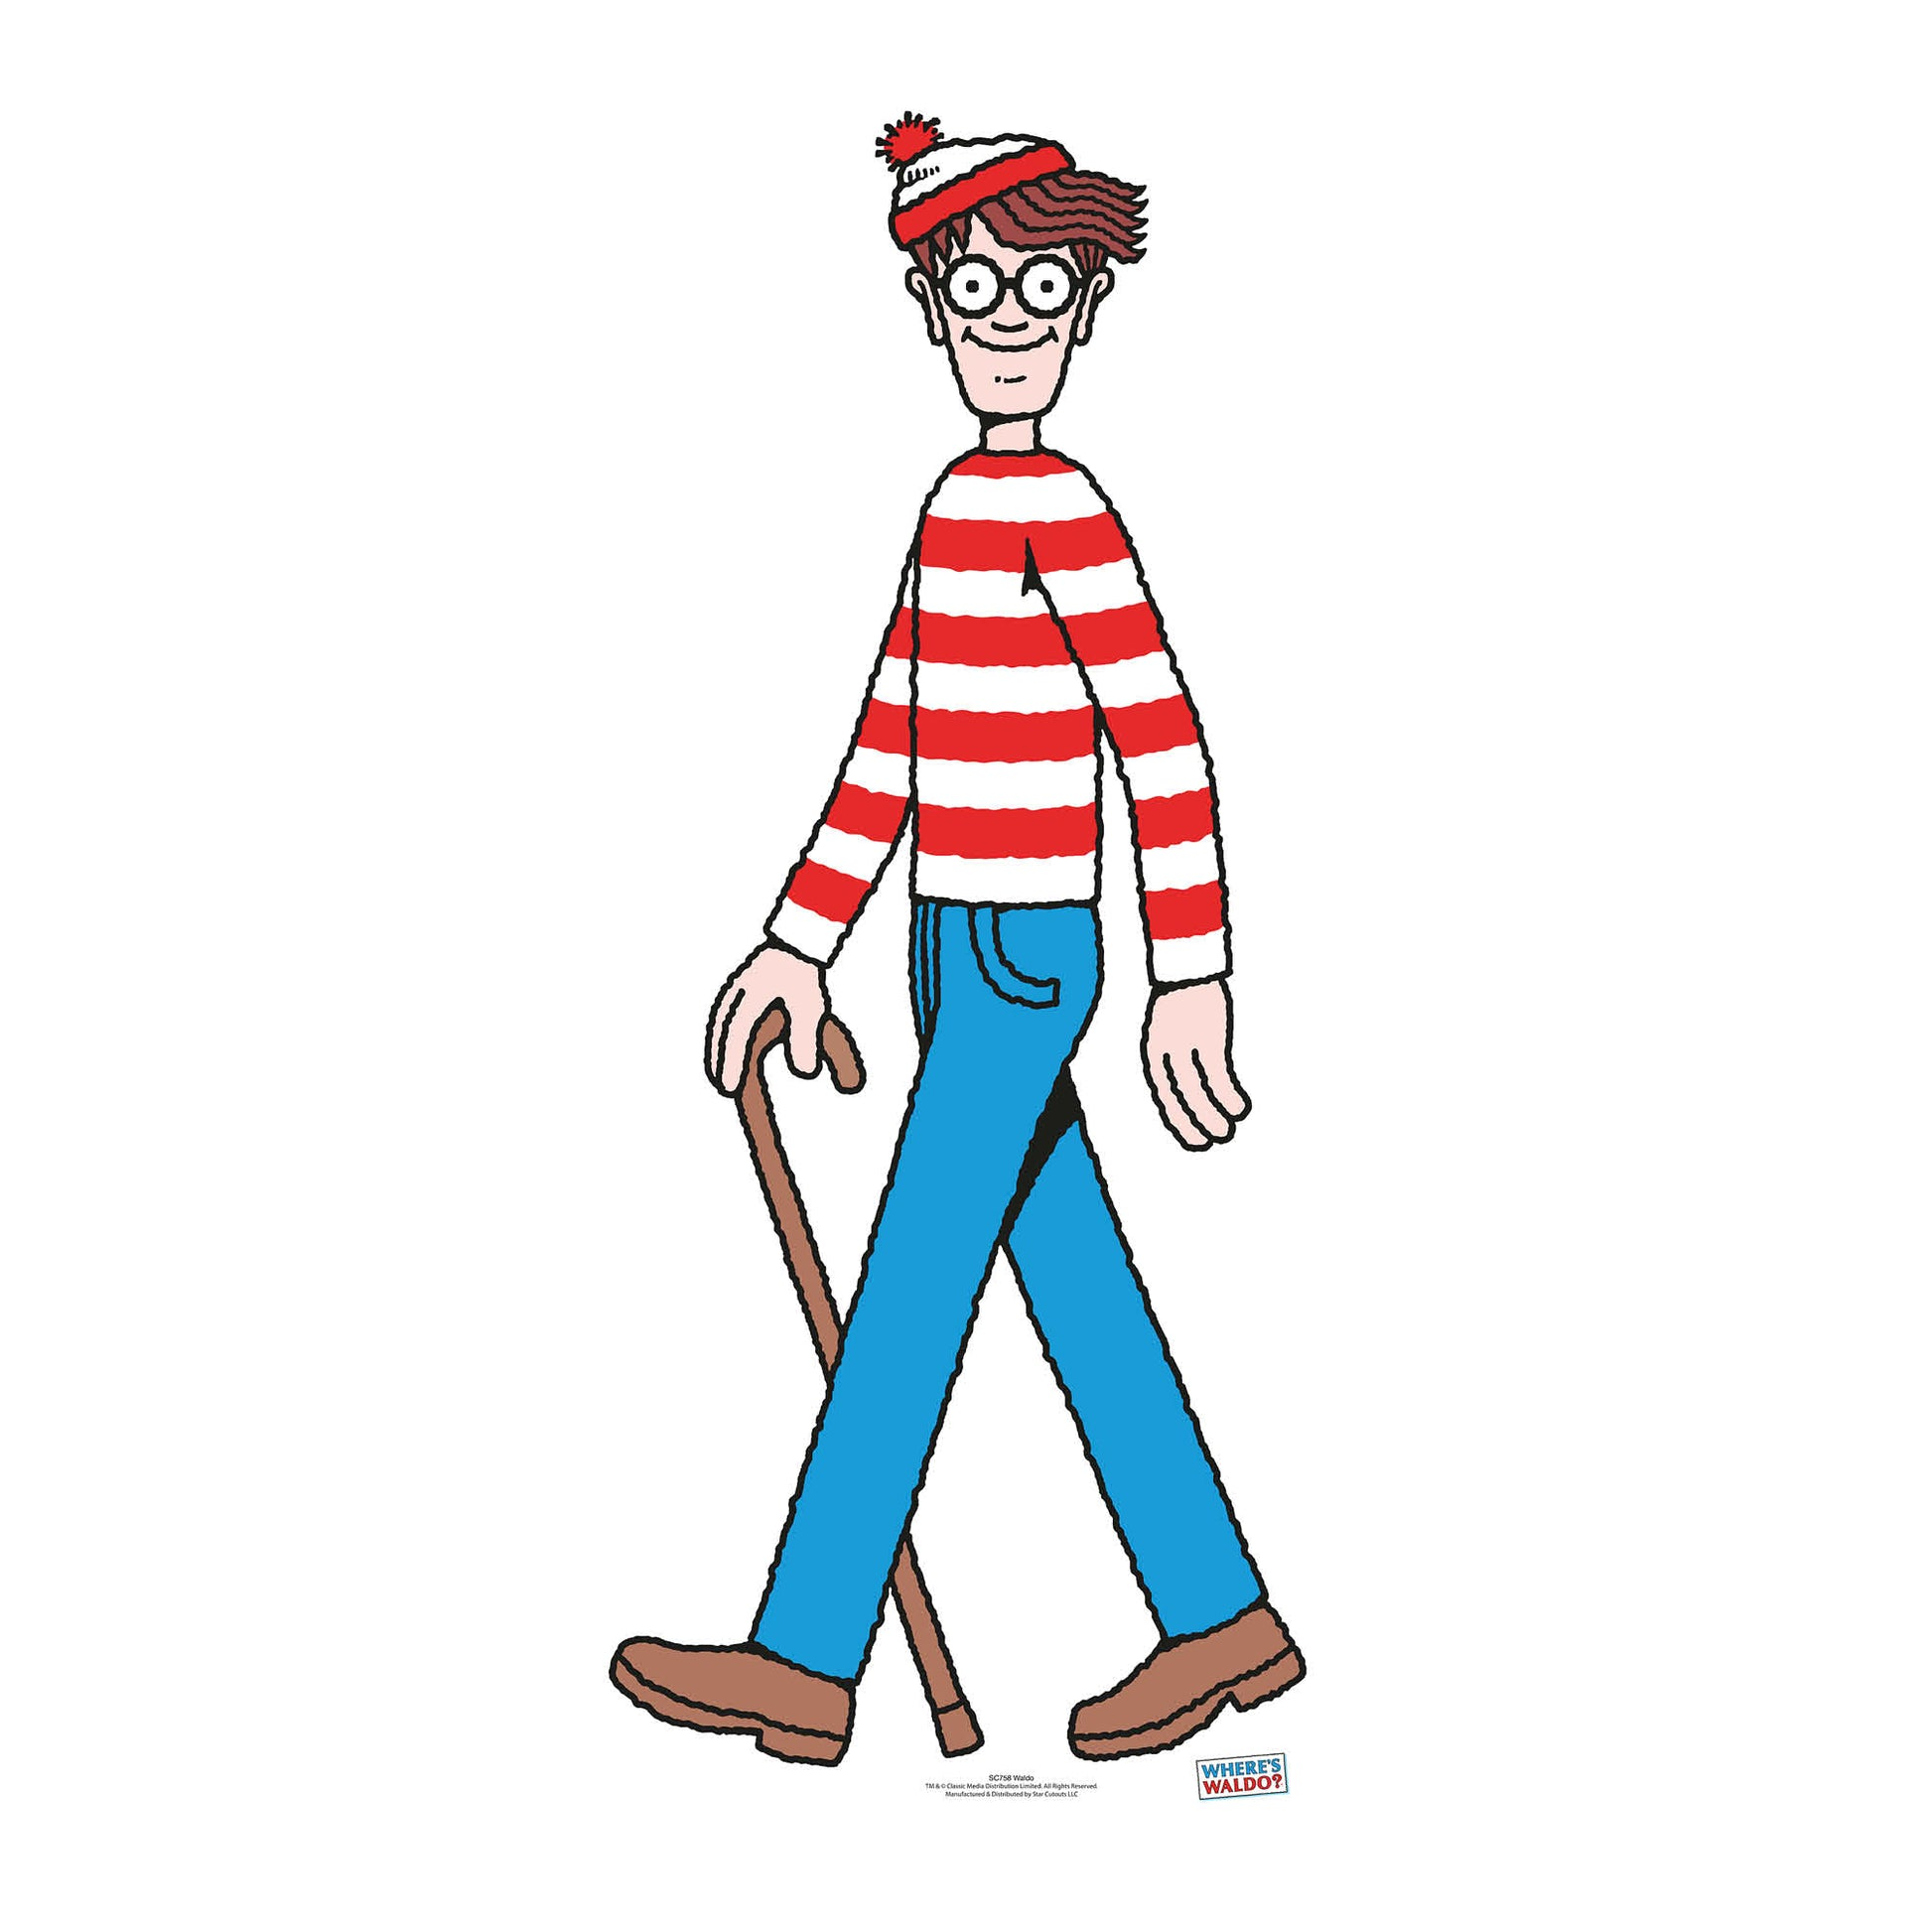 SC758 Waldo
TM & © Classic Media Distribution Limited. All Rights Reserved.
Manufactured & Distributed by Star Cutouts LLC
WHERE'S
WALDO?